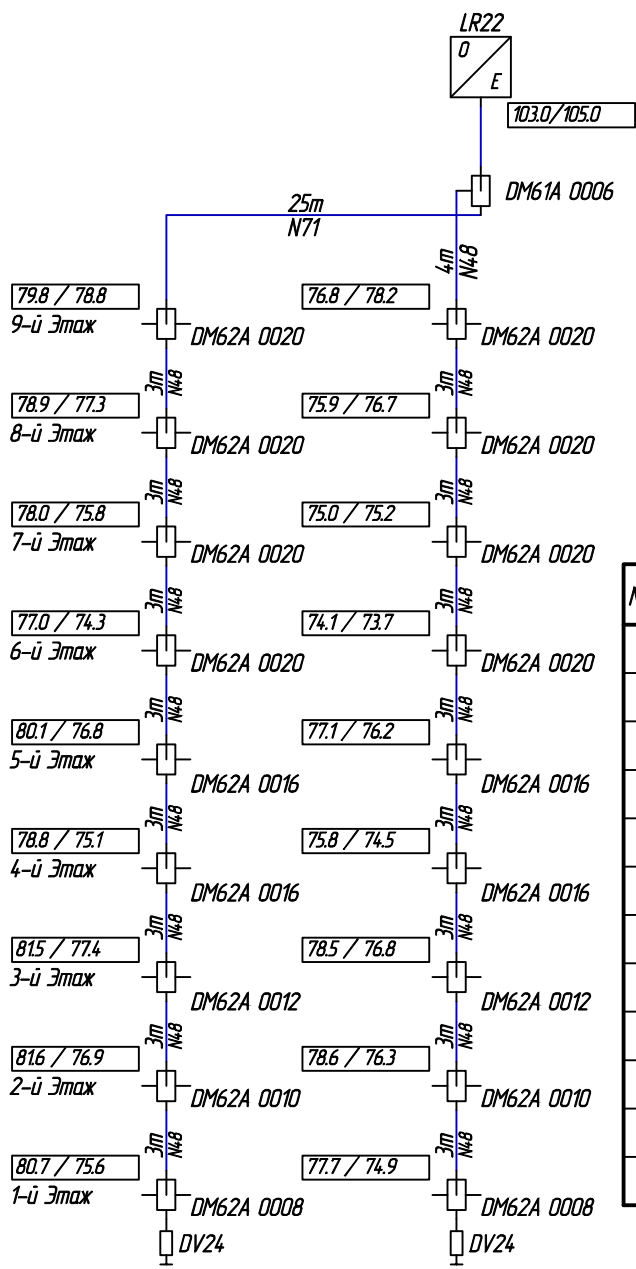 LR22
O
E
103.0/105.0
DM61A 0006
25m
N71
4m
N48
79.8 / 78.8
9-й Этаж
DM62A 0020
76.8 / 78.2
DM62A 0020
3m
N48
3m
N48
78.9 / 77.3
8-й Этаж
DM62A 0020
75.9 / 76.7
DM62A 0020
3m
N48
3m
N48
78.0 / 75.8
7-й Этаж
DM62A 0020
75.0 / 75.2
DM62A 0020
3m
N48
3m
N48
77.0 / 74.3
6-й Этаж
DM62A 0020
74.1 / 73.7
DM62A 0020
3m
N48
3m
N48
80.1 / 76.8
5-й Этаж
DM62A 0016
77.1 / 76.2
DM62A 0016
3m
N48
3m
N48
78.8 / 75.1
4-й Этаж
DM62A 0016
75.8 / 74.5
DM62A 0016
3m
N48
3m
N48
81.5 / 77.4
3-й Этаж
DM62A 0012
78.5 / 76.8
DM62A 0012
3m
N48
3m
N48
81.6 / 76.9
2-й Этаж
DM62A 0010
78.6 / 76.3
DM62A 0010
3m
N48
3m
N48
80.7 / 75.6
1-й Этаж
DM62A 0008
77.7 / 74.9
DM62A 0008
DV24
DV24